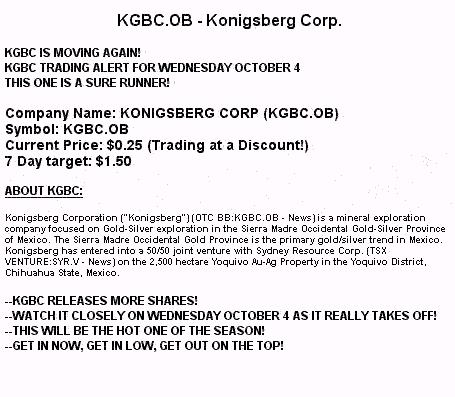 KGBC.OB - Konigsberg Corp.
KGBC IS MOVING AGAIN!
KGBC TRADING ALERT FOR WEDNESDAY OCTOBER 4
THIS ONE IS A SURE RUNNER!
Company Name: KONIGSBERG CORP (KGBC.OB)
Symbol: KGBC.OB
Current Price: $0.25 (Trading at a Discount!)
7 Day target: $1.50
ABOUT KGBC:
Konigsberg Corporation ("Konigsberg") (OTC BB:KGBC.OB - News) is a mineral exploration
company focused on Gold-Silver exploration in the Sierra Madre Occidental Gold-Silver Province
of Mexico. The Sierra Madre Occidental Gold Province is the primary gold/silver trend in Mexico.
Konigsberg has entered into a 50/50 joint venture with Sydney Resource Corp. (TSX
VENTURE:SYR.V - News) on the 2,500 hectare Yoquivo Au-Ag Property in the Yoquivo District,
Chihuahua State, Mexico.
--KGBC RELEASES MORE SHARES!
--WATCH IT CLOSELY ON WEDNESDAY OCTOBER 4 AS IT REALLY TAKES OFF!
--THIS WILL BE THE HOT ONE OF THE SEASON!
--GET IN NOW, GET IN LOW, GET OUT ON THE TOP!